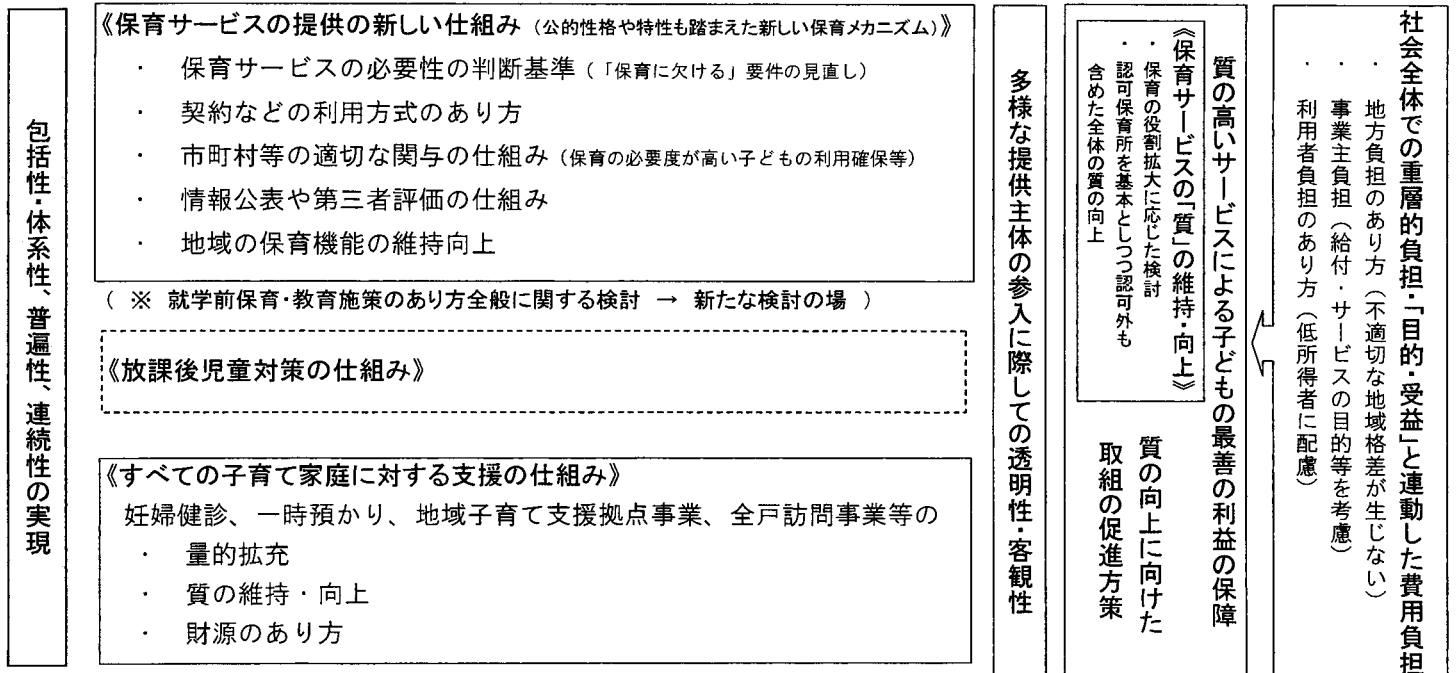 包括性・体系性、普遍性、連続性の実現
《保育サービスの提供の新しい仕組み（公的性格や特性も踏まえた新しい保育メカニズム）》
・ 保育サービスの必要性の判断基準（「保育に欠ける」要件の見直し）
・ 契約などの利用方式のあり方
・ 市町村等の適切な関与の仕組み（保育の必要度が高い子どもの利用確保等）
・ 情報公表や第三者評価の仕組み
・ 地域の保育機能の維持向上
（ ※ 就学前保育・教育施策のあり方全般に関する検討 → 新たな検討の場 ）
《放課後児童対策の仕組み》
《すべての子育て家庭に対する支援の仕組み》
妊婦健診、一時預かり、地域子育て支援拠点事業、全戸訪問事業等の
・ 量的拡充
・ 質の維持・向上
・ 財源のあり方
多様な提供主体の参入に際しての透明性・客観性
質の高いサービスによる子どもの最善の利益の保障
《保育サービスの「質」の維持・向上》
・ 保育の役割拡大に応じた検討
・ 認可保育所を基本としつつ認可外も
含めた全体の質の向上
質の向上に向けた
取組の促進方策
社会全体での重層的負担・「目的・受益」と連動した費用負担
・ 地方負担のあり方（不適切な地域格差が生じない）
・ 事業主負担（給付・サービスの目的等を考慮）
・ 利用者負担のあり方（低所得者に配慮）